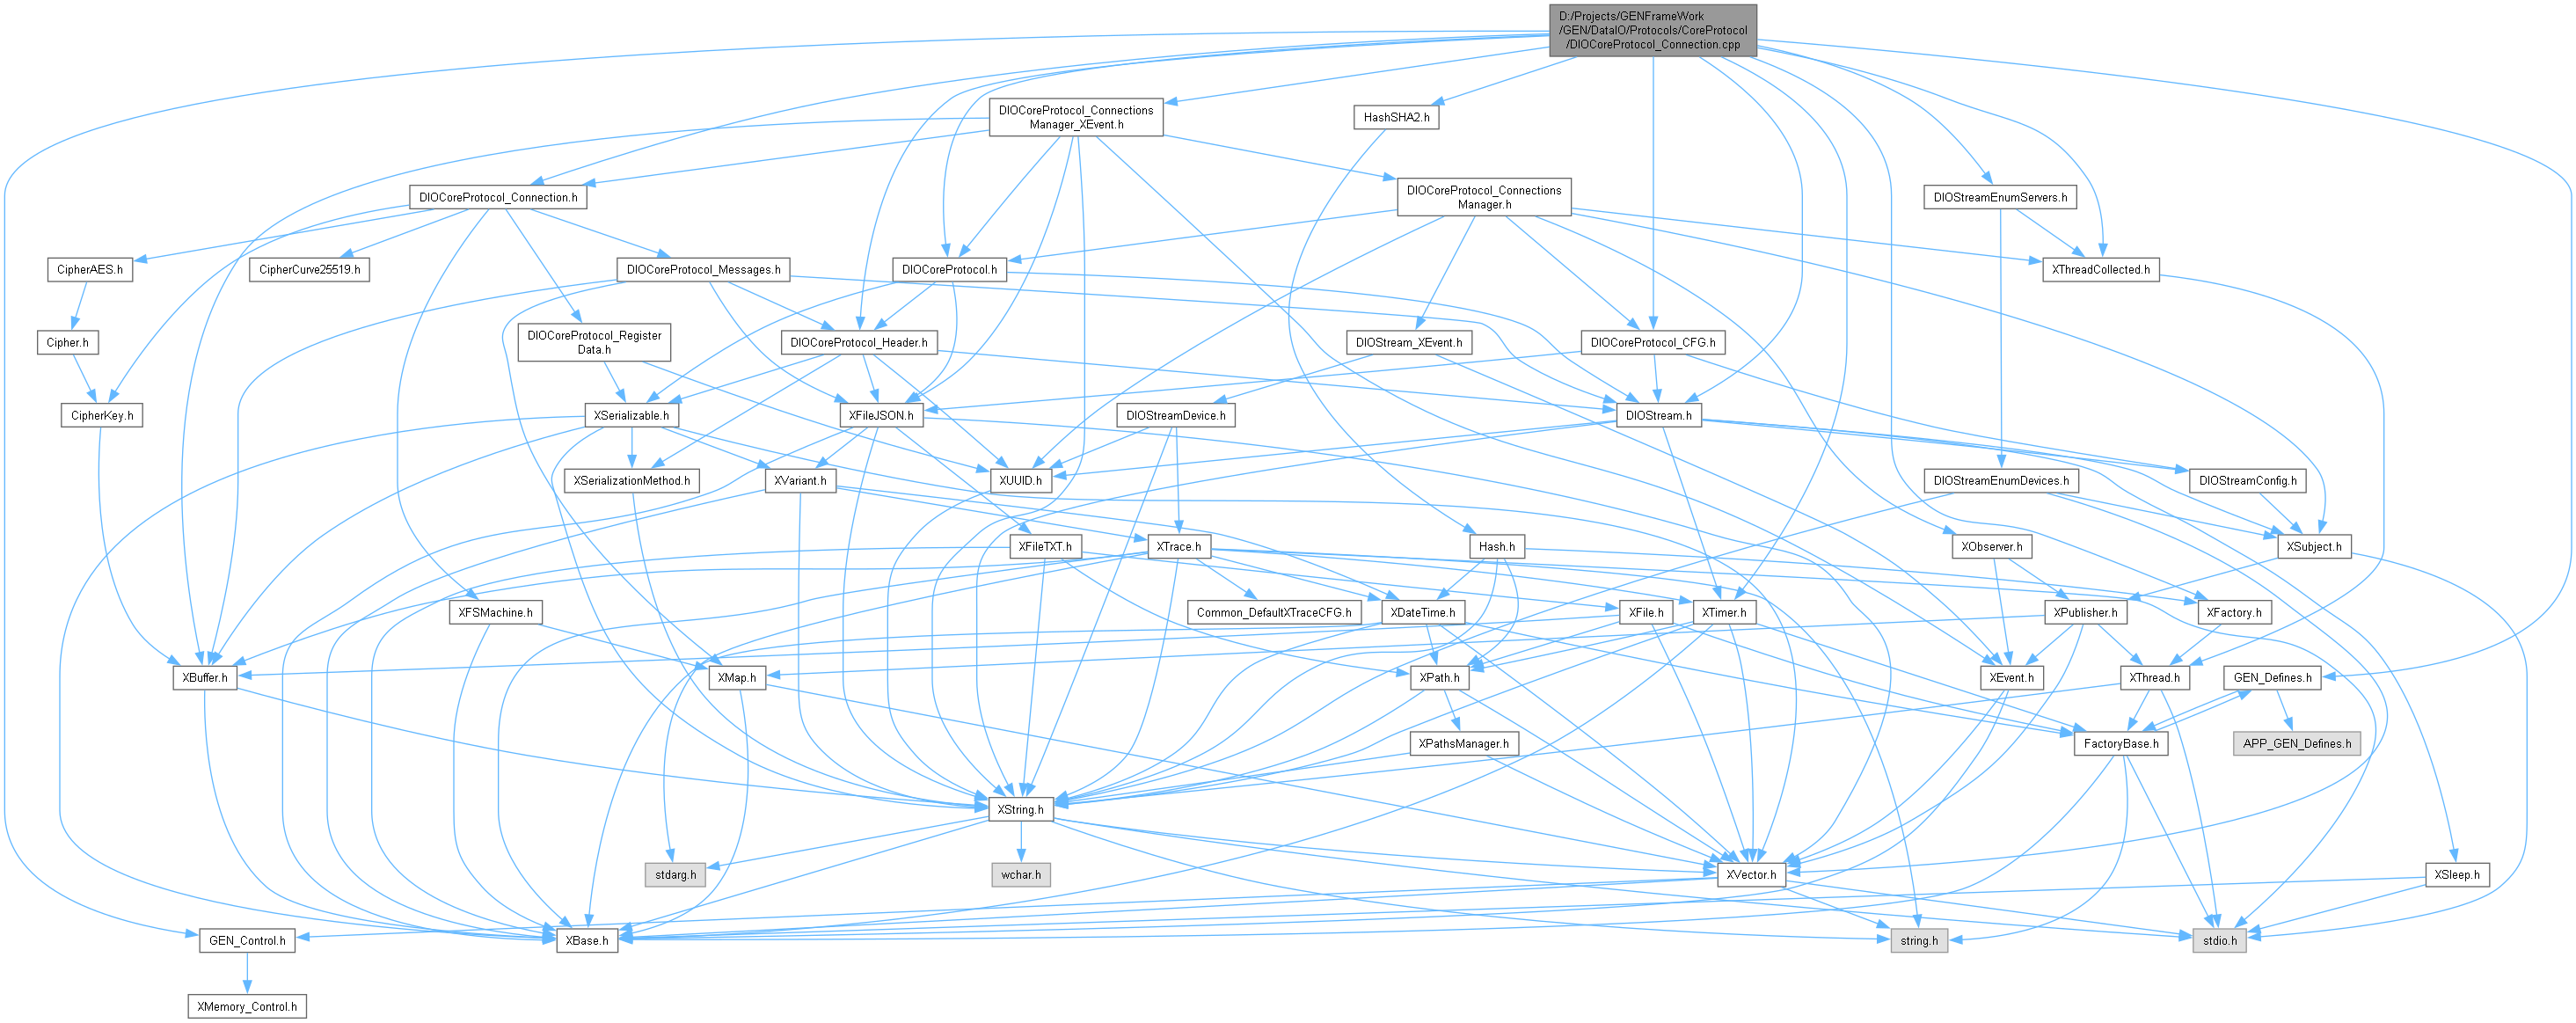 D:/Projects/GENFrameWork
/GEN/DataIO/Protocols/CoreProtocol
/DIOCoreProtocol_Connection.cpp
DIOCoreProtocol_Connections
Manager_XEvent.h
HashSHA2.h
DIOCoreProtocol_Connection.h
DIOCoreProtocol_Connections
Manager.h
DIOStreamEnumServers.h
CipherAES.h
CipherCurve25519.h
DIOCoreProtocol_Messages.h
DIOCoreProtocol.h
XThreadCollected.h
Cipher.h
DIOCoreProtocol_Register
Data.h
DIOCoreProtocol_Header.h
DIOStream_XEvent.h
DIOCoreProtocol_CFG.h
CipherKey.h
XSerializable.h
XFileJSON.h
DIOStreamDevice.h
DIOStream.h
XSerializationMethod.h
XVariant.h
XUUID.h
DIOStreamEnumDevices.h
DIOStreamConfig.h
XFileTXT.h
XTrace.h
Hash.h
XObserver.h
XSubject.h
XFSMachine.h
Common_DefaultXTraceCFG.h
XDateTime.h
XFile.h
XTimer.h
XPublisher.h
XFactory.h
XBuffer.h
XMap.h
XPath.h
XEvent.h
XThread.h
GEN_Defines.h
XPathsManager.h
FactoryBase.h
APP_GEN_Defines.h
XString.h
stdarg.h
wchar.h
XVector.h
XSleep.h
GEN_Control.h
XBase.h
string.h
stdio.h
XMemory_Control.h